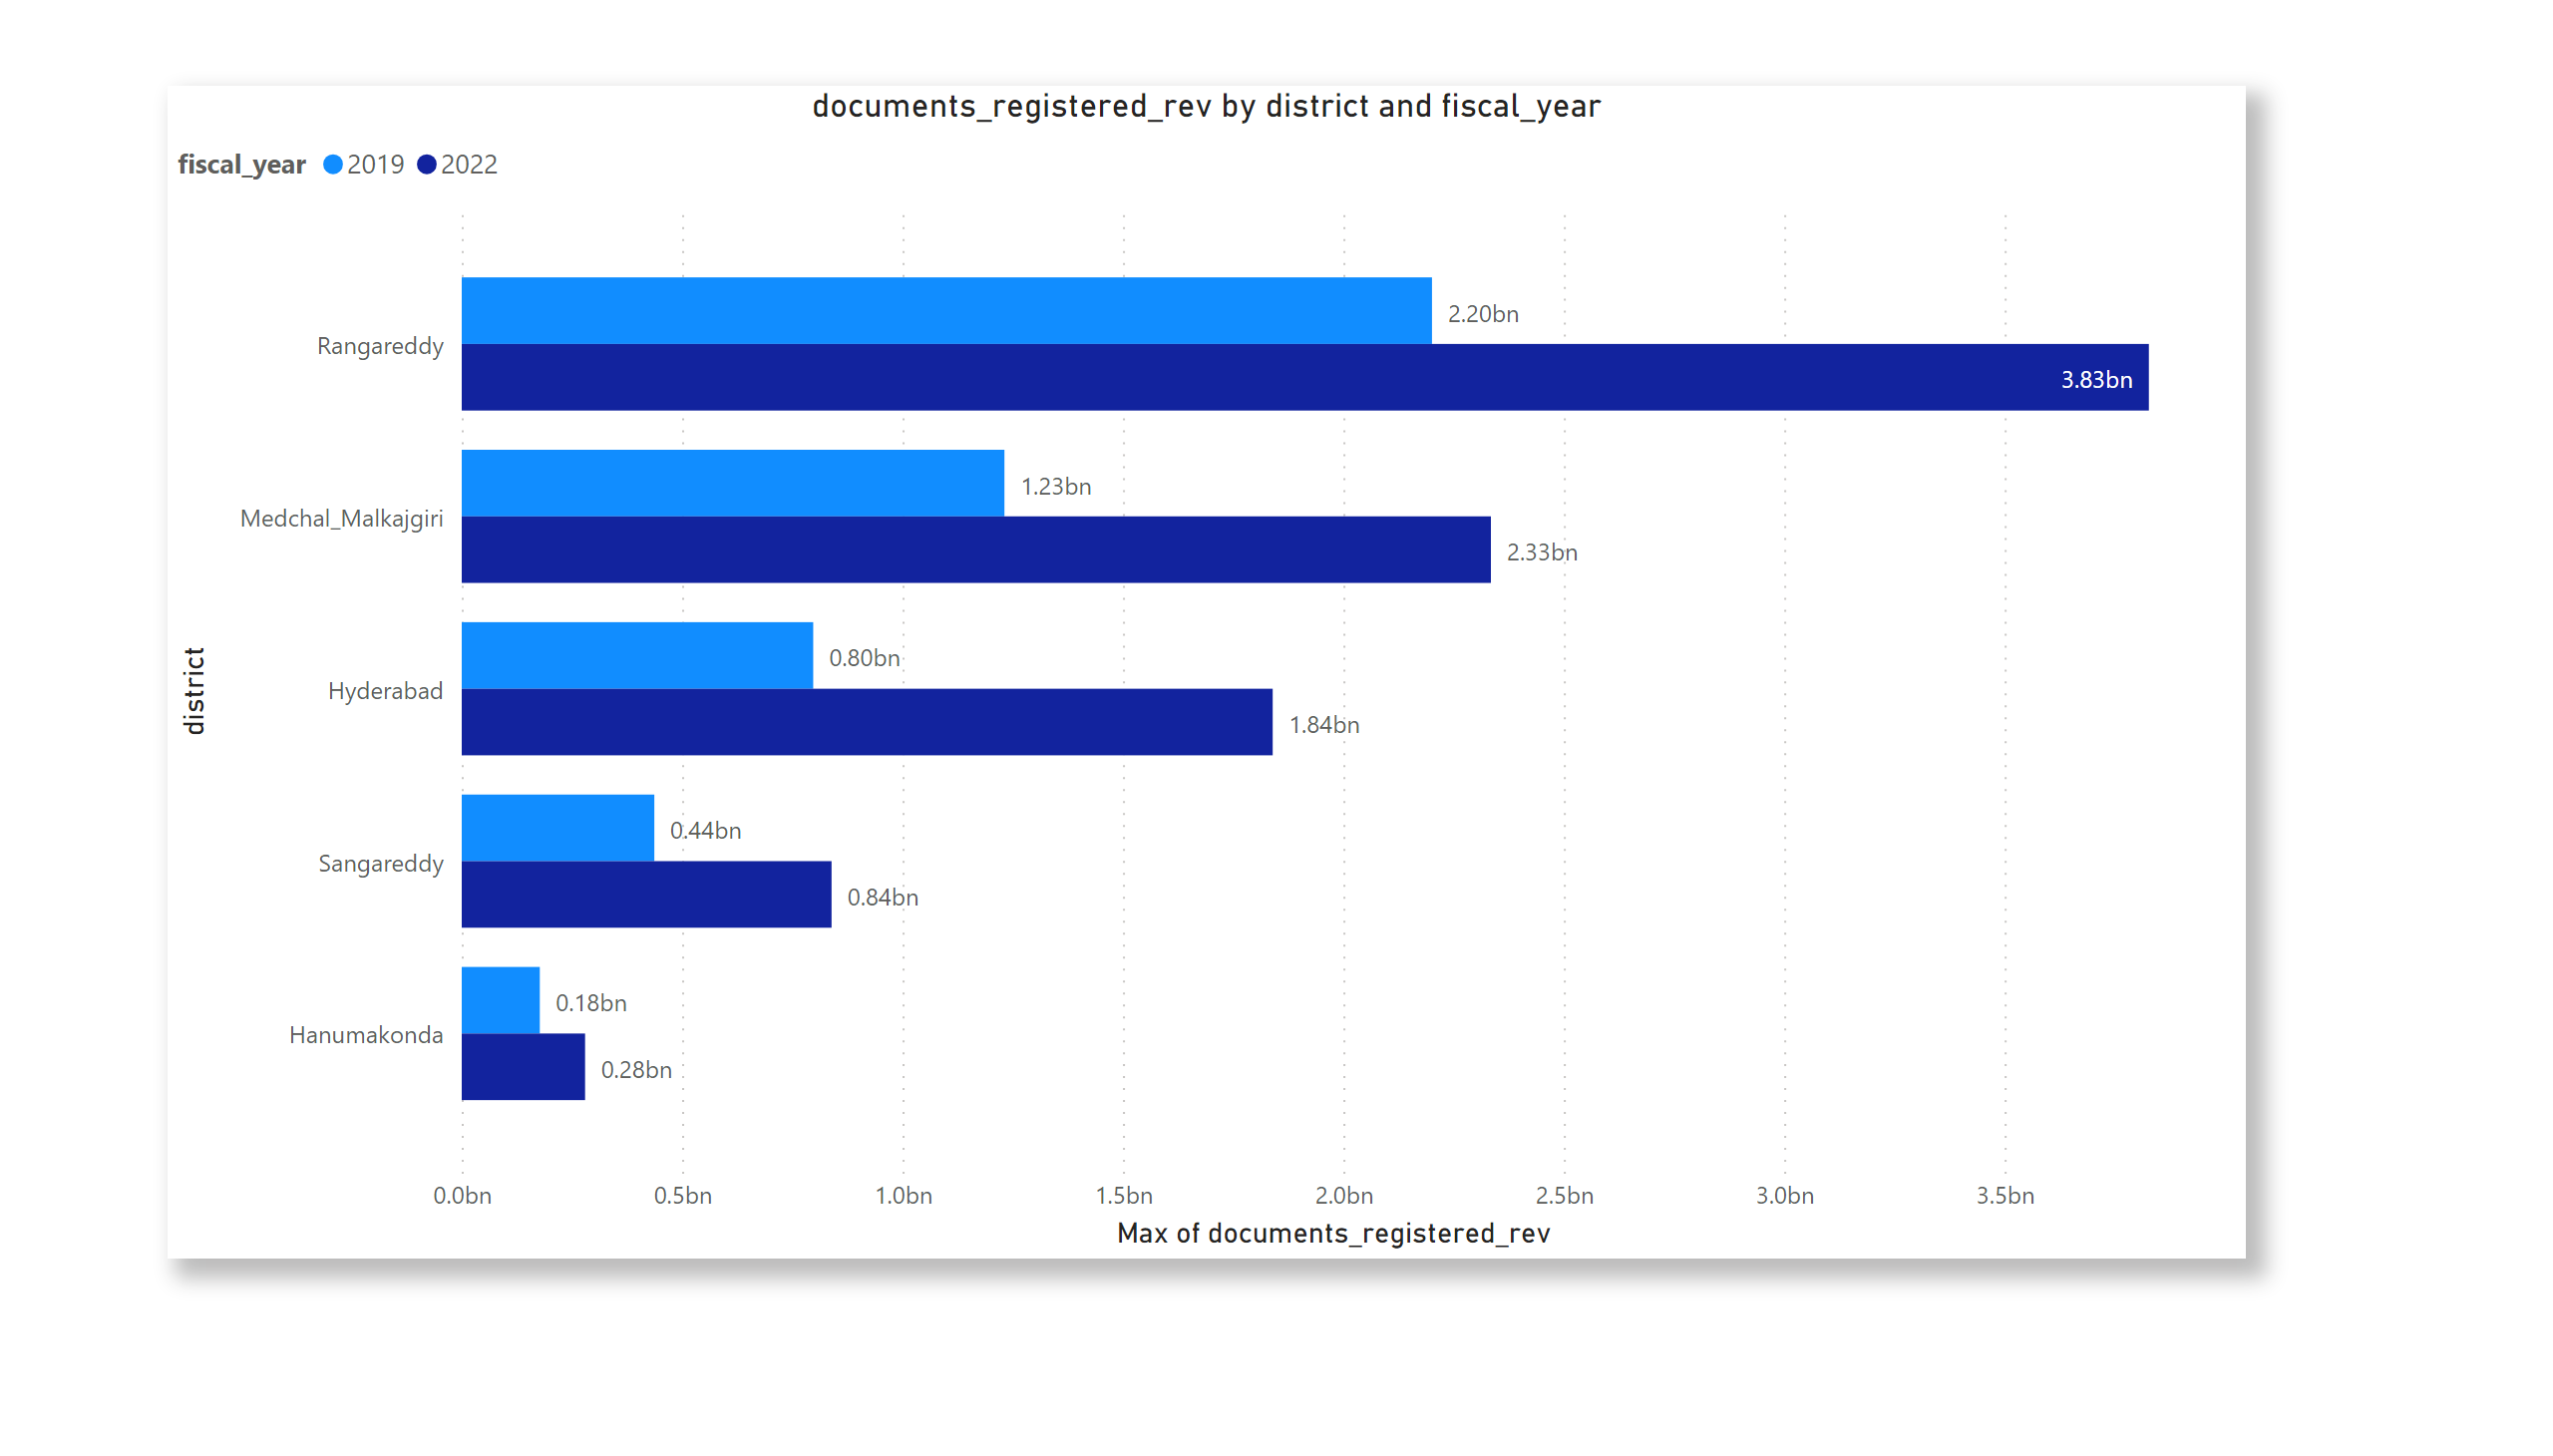 documents_registered_rev by district and fiscal_year
fiscal_year 2019 2022
district
Rangareddy
2.20bn
3.83bn
Medchal_Malkajgiri
1.23bn
2.33bn
Hyderabad
0.80bn
1.84bn
Sangareddy
0.44bn
0.84bn
Hanumakonda
0.18bn
0.28bn
0.0bn 0.5bn 1.0bn 1.5bn 2.0bn 2.5bn 3.0bn 3.5bn
Max of documents_registered_rev